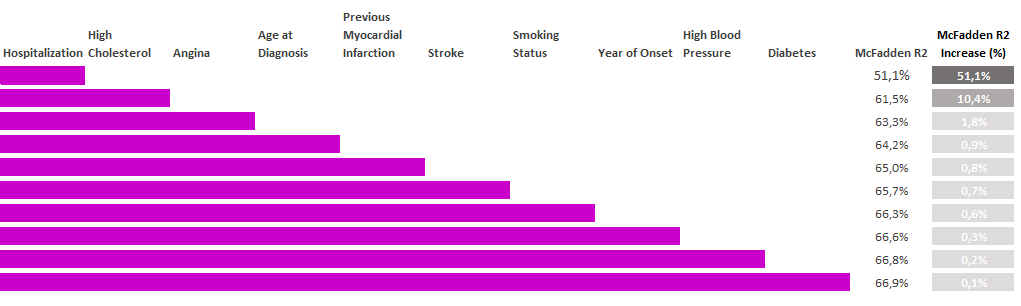 Hospitalization
High
Cholesterol
Angina
Age at
Diagnosis
Previous
Myocardial
Infarction
Stroke
Smoking
Status
Year of Onset
High Blood
Pressure
Diabetes
McFadden R2
McFadden R2
Increase (%)
51,1% 51,1%
61,5% 10,4%
63,3% 1,8%
64,2% 0,9%
65,0% 0,8%
65,7% 0,7%
66,3% 0,6%
66,6% 0,3%
66,8% 0,2%
66,9% 0,1%